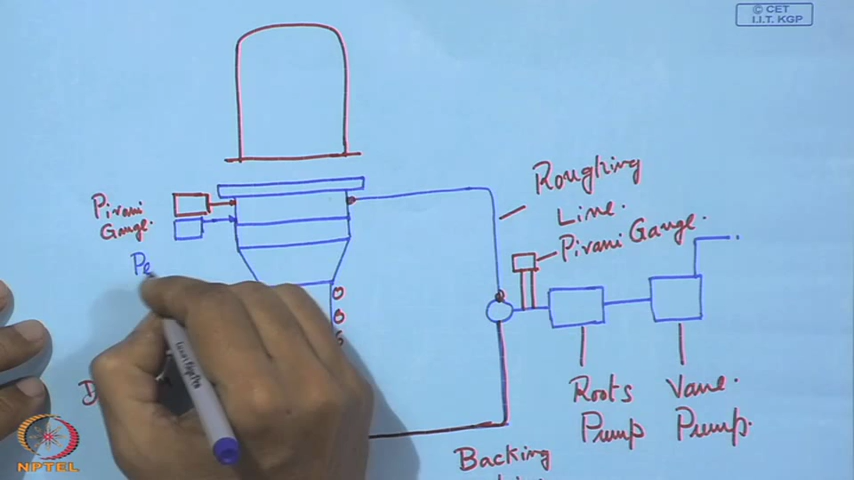 © CET
I.I.T. KGP
Roughing
Line.
Pirani
Gauge.
Pirani Gauge.
Pe
D
Roots
Pump
Vane.
Pump.
Backing
NPTEL